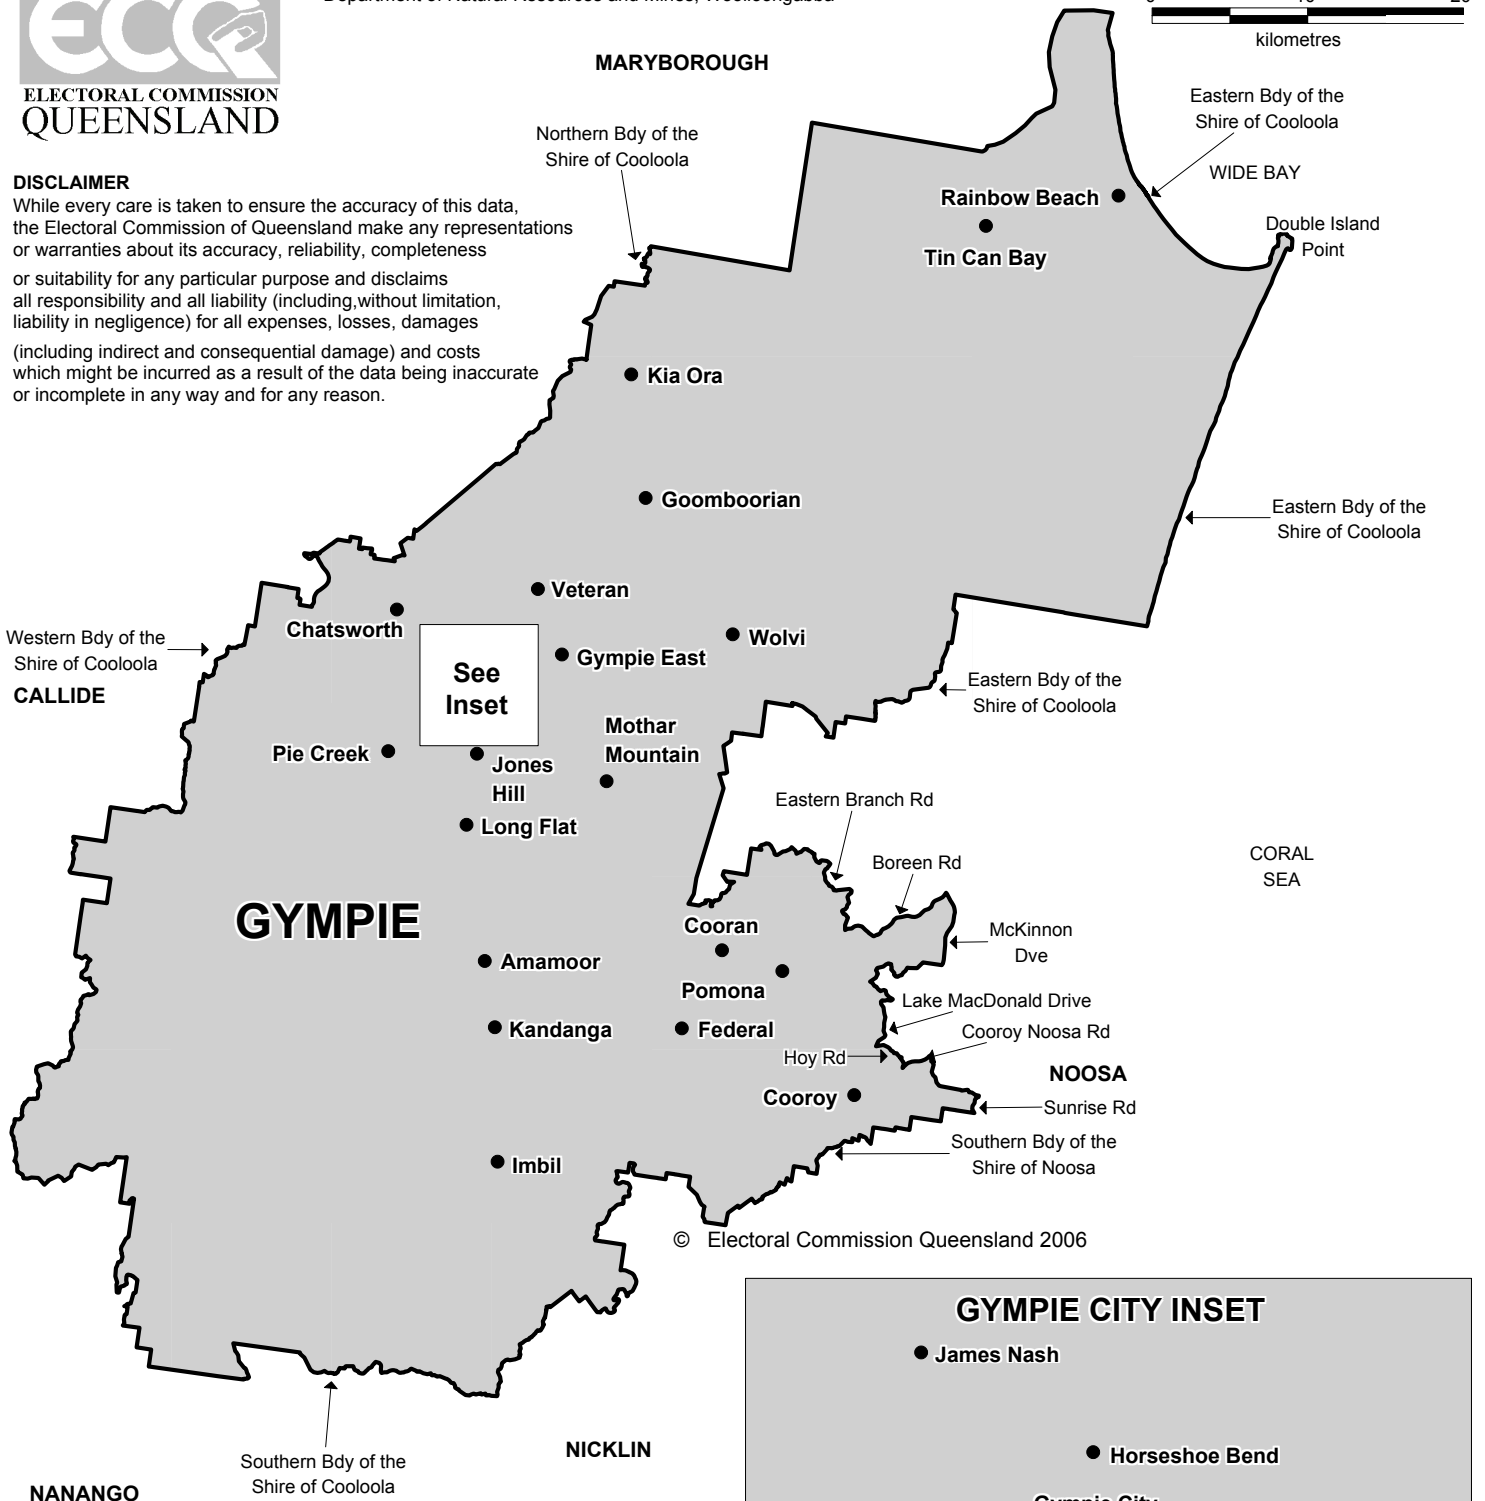 Department of Natural Resources and Mines, Woolloongabba
ECQ
ELECTORAL COMMISSION
QUEENSLAND
kilometres
MARYBOROUGH
Eastern Bdy of the
Shire of Cooloola
Northern Bdy of the
Shire of Cooloola
WIDE BAY
DISCLAIMER
While every care is taken to ensure the accuracy of this data,
the Electoral Commission of Queensland make any representations
or warranties about its accuracy, reliability, completeness
or suitability for any particular purpose and disclaims
all responsibility and all liability (including,without limitation,
liability in negligence) for all expenses, losses, damages
(including indirect and consequential damage) and costs
which might be incurred as a result of the data being inaccurate
or incomplete in any way and for any reason.
Rainbow Beach
Double Island
Point
Tin Can Bay
Kia Ora
Goomboorian
Eastern Bdy of the
Shire of Cooloola
Veteran
Chatsworth
Western Bdy of the
Shire of Cooloola
CALLIDE
See
Inset
Gympie East
Wolvi
Eastern Bdy of the
Shire of Cooloola
Mothar
Mountain
Pie Creek
Jones
Hill
Long Flat
Eastern Branch Rd
Boreen Rd
CORAL
SEA
GYMPIE
Cooran
McKinnon
Dve
Amamoor
Pomona
Lake MacDonald Drive
Kandanga
Federal
Cooroy Noosa Rd
Hoy Rd
NOOSA
Cooroy
Sunrise Rd
Southern Bdy of the
Shire of Noosa
Imbil
© Electoral Commission Queensland 2006
GYMPIE CITY INSET
James Nash
Horseshoe Bend
Gympie City
NICKLIN
Southern Bdy of the
Shire of Cooloola
NANANGO